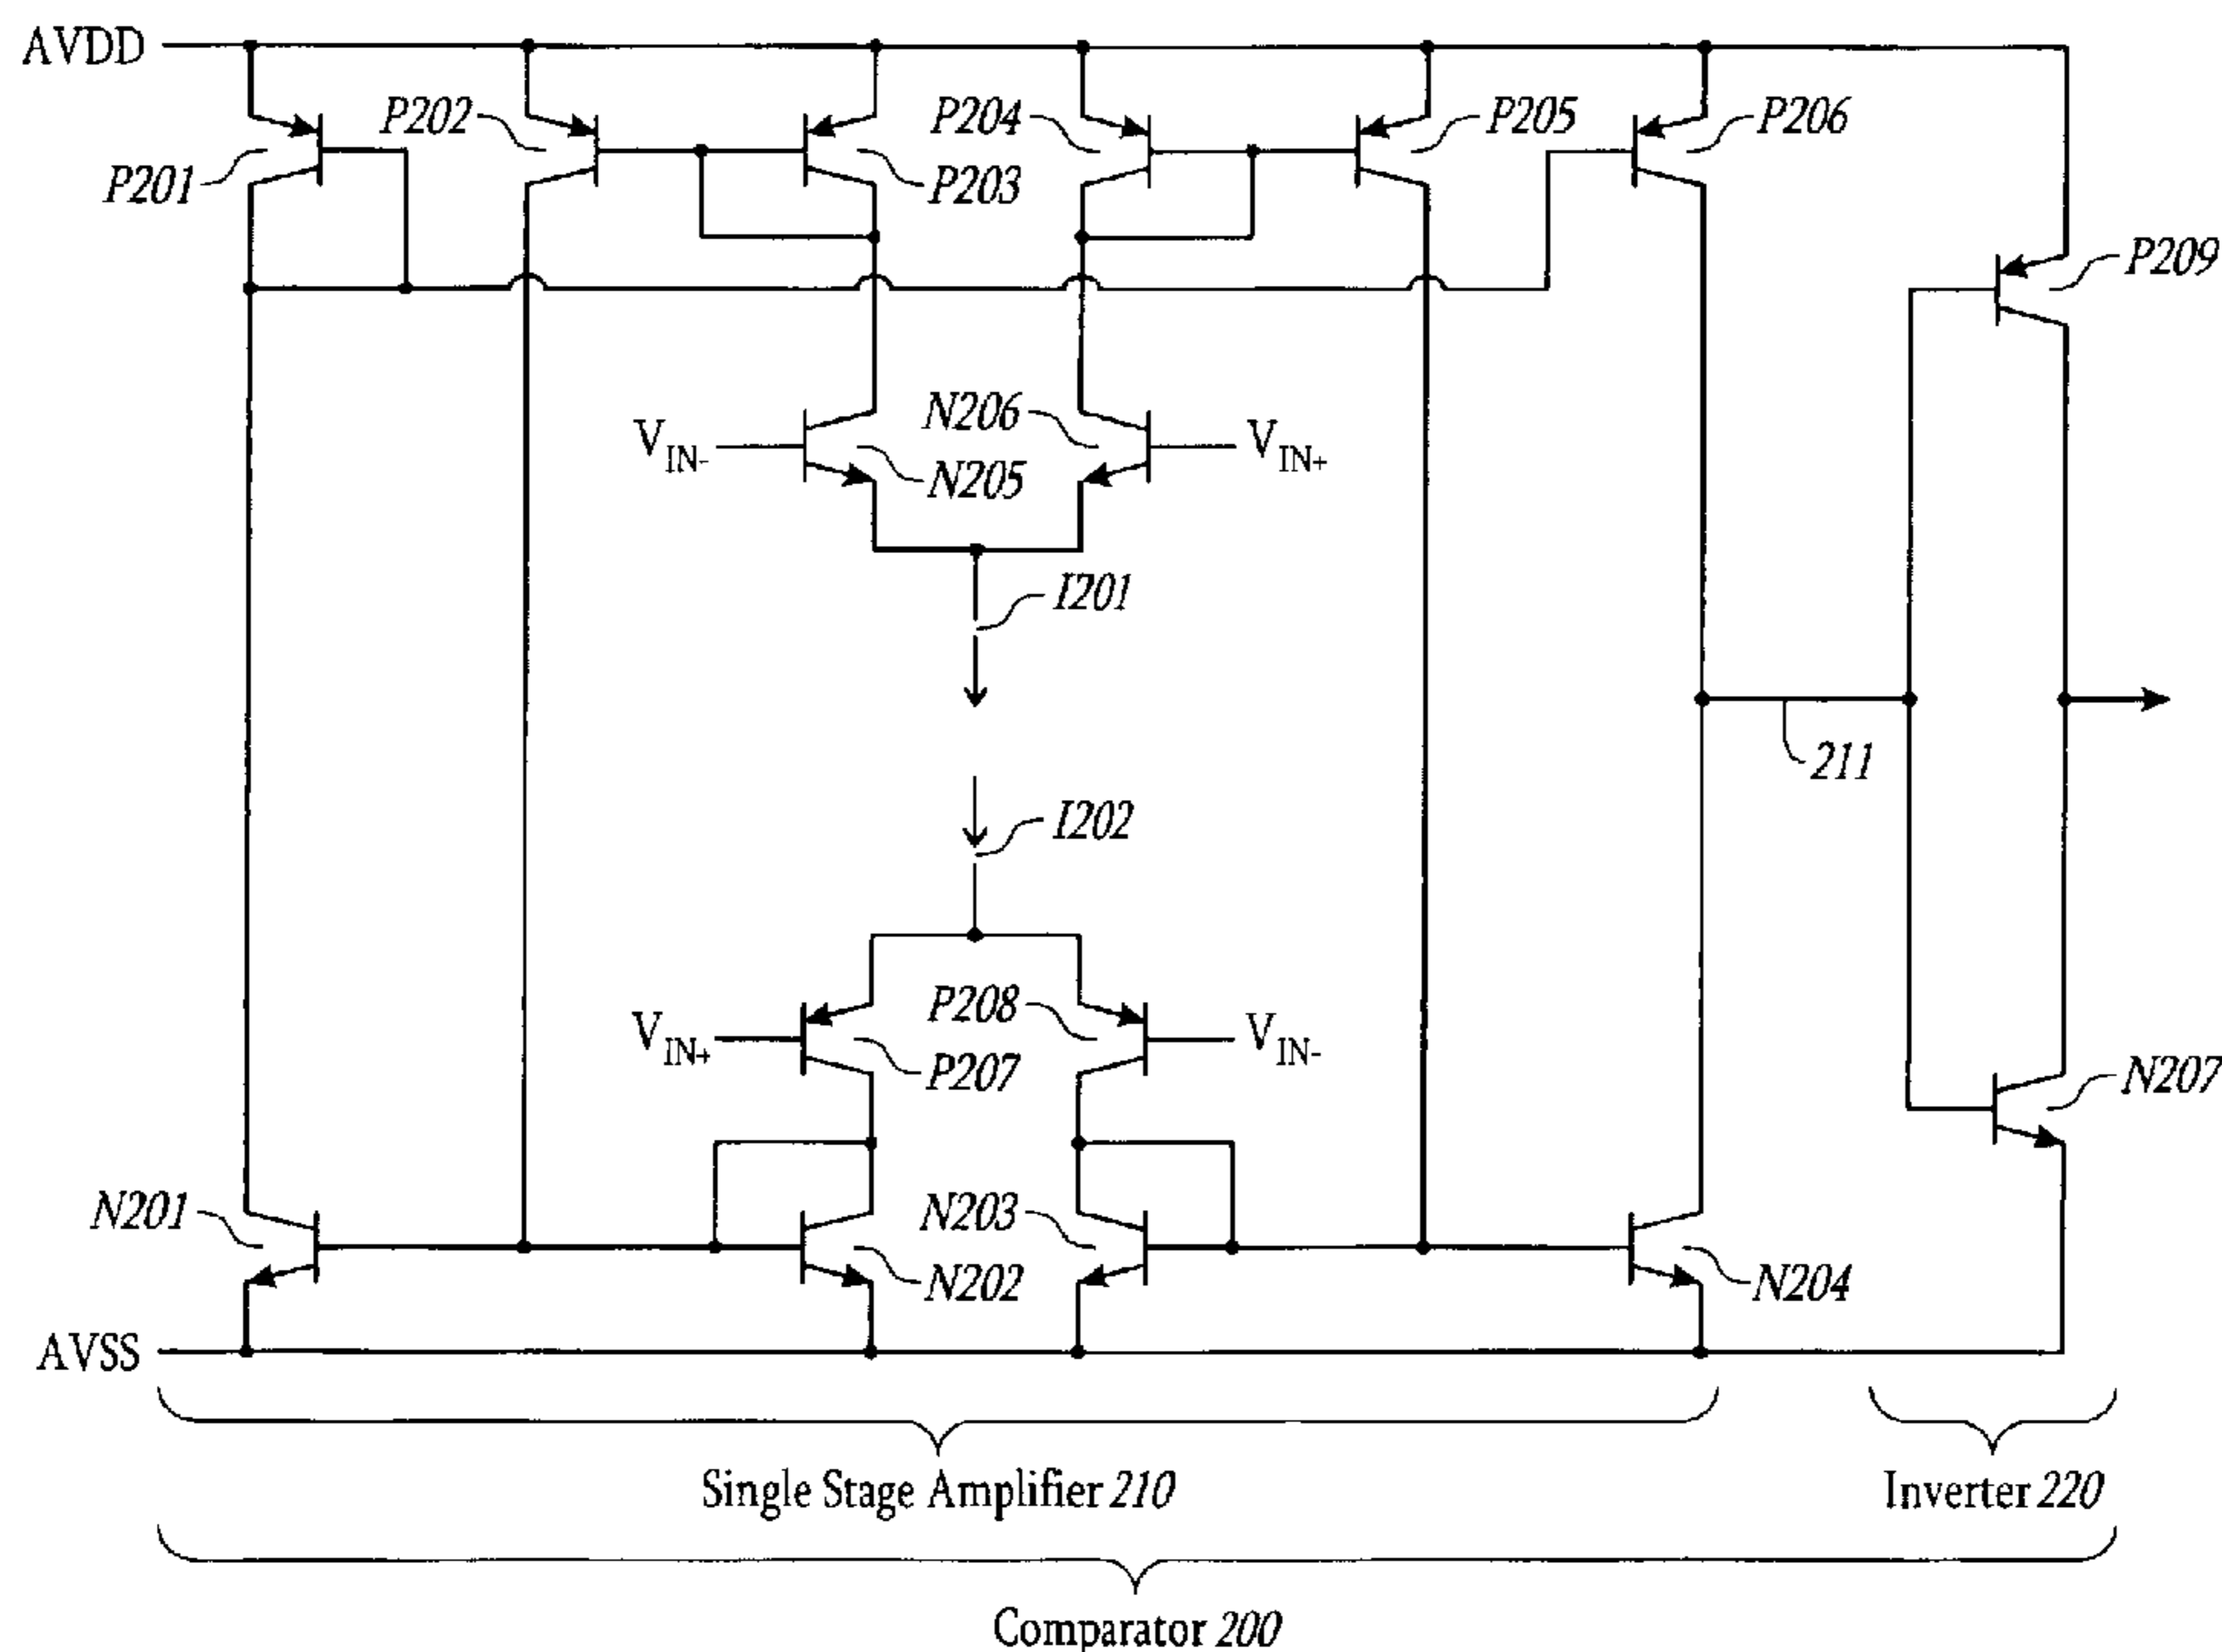 AVDD
P201
P202
P203
P204
P205
P206
P209
V_IN-
N205
N206
V_IN+
I201
211
I202
V_IN+
P207
P208
V_IN-
N207
N201
N202
N203
N204
AVSS
Single Stage Amplifier 210
Inverter 220
Comparator 200